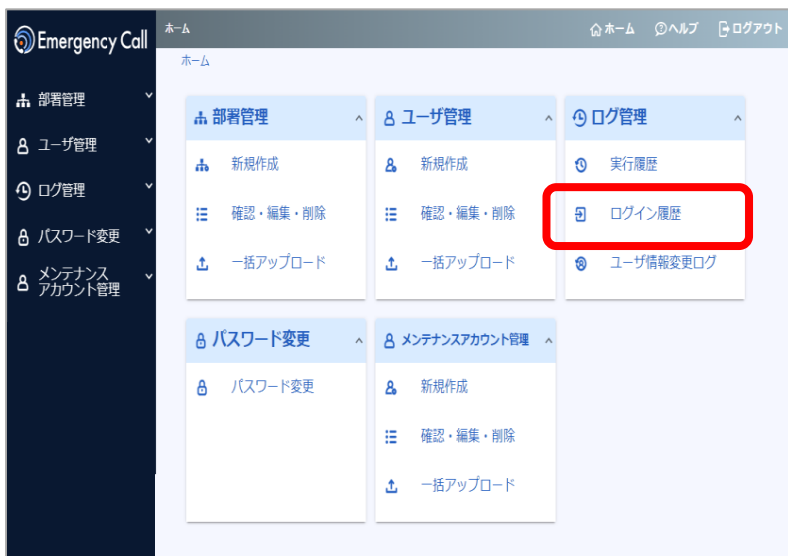 Emergency Call
部署管理
ユーザ管理
ログ管理
パスワード変更
メンテナンス
アカウント管理
ホーム
ホーム
ヘルプ
ログアウト
ホーム
部署管理
新規作成
確認・編集・削除
一括アップロード
ユーザ管理
新規作成
確認・編集・削除
一括アップロード
ログ管理
実行履歴
ログイン履歴
ユーザ情報変更ログ
パスワード変更
パスワード変更
メンテナンスアカウント管理
新規作成
確認・編集・削除
一括アップロード